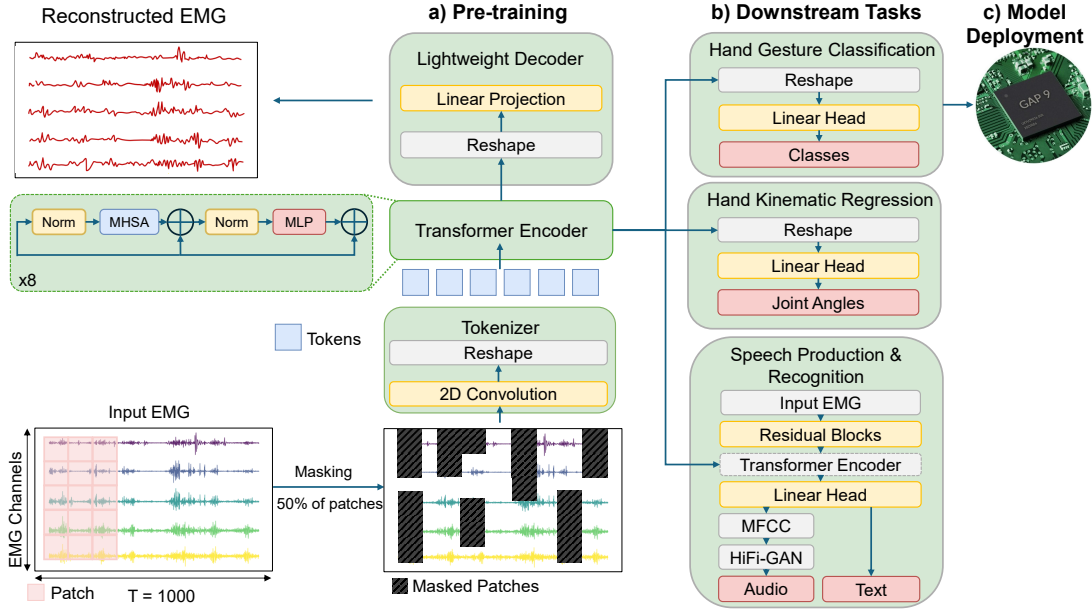 Reconstructed EMG
a) Pre-training
b) Downstream Tasks
c) Model
Deployment
Lightweight Decoder
Linear Projection
Reshape
Hand Gesture Classification
Reshape
Linear Head
Classes
GAP 9
Norm
MHSA
Norm
MLP
x8
Transformer Encoder
Hand Kinematic Regression
Reshape
Linear Head
Joint Angles
Tokens
Tokenizer
Reshape
2D Convolution
Speech Production &
Recognition
Input EMG
Residual Blocks
Transformer Encoder
Linear Head
MFCC
HiFi-GAN
Audio
Text
Input EMG
EMG Channels
Masking
50% of patches
Patch
T = 1000
Masked Patches